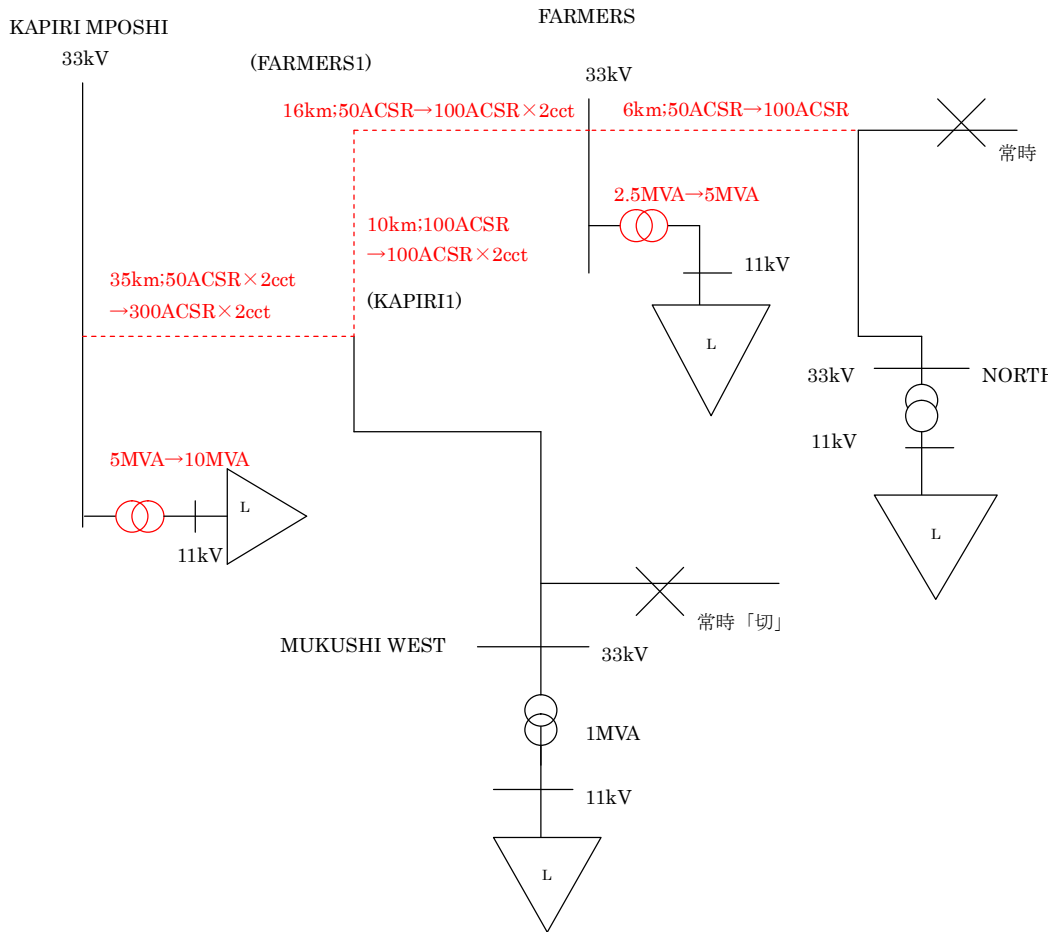 FARMERS
KAPIRI MPOSHI
33kV
(FARMERS1)
33kV
16km;50ACSR→100ACSR×2cct
6km;50ACSR→100ACSR
常時
2.5MVA→5MVA
10km;100ACSR
→100ACSR×2cct
11kV
35km;50ACSR×2cct
→300ACSR×2cct
(KAPIRI1)
L
33kV
NORTH
11kV
5MVA→10MVA
L
11kV
L
常時「切」
MUKUSHI WEST
33kV
1MVA
11kV
L